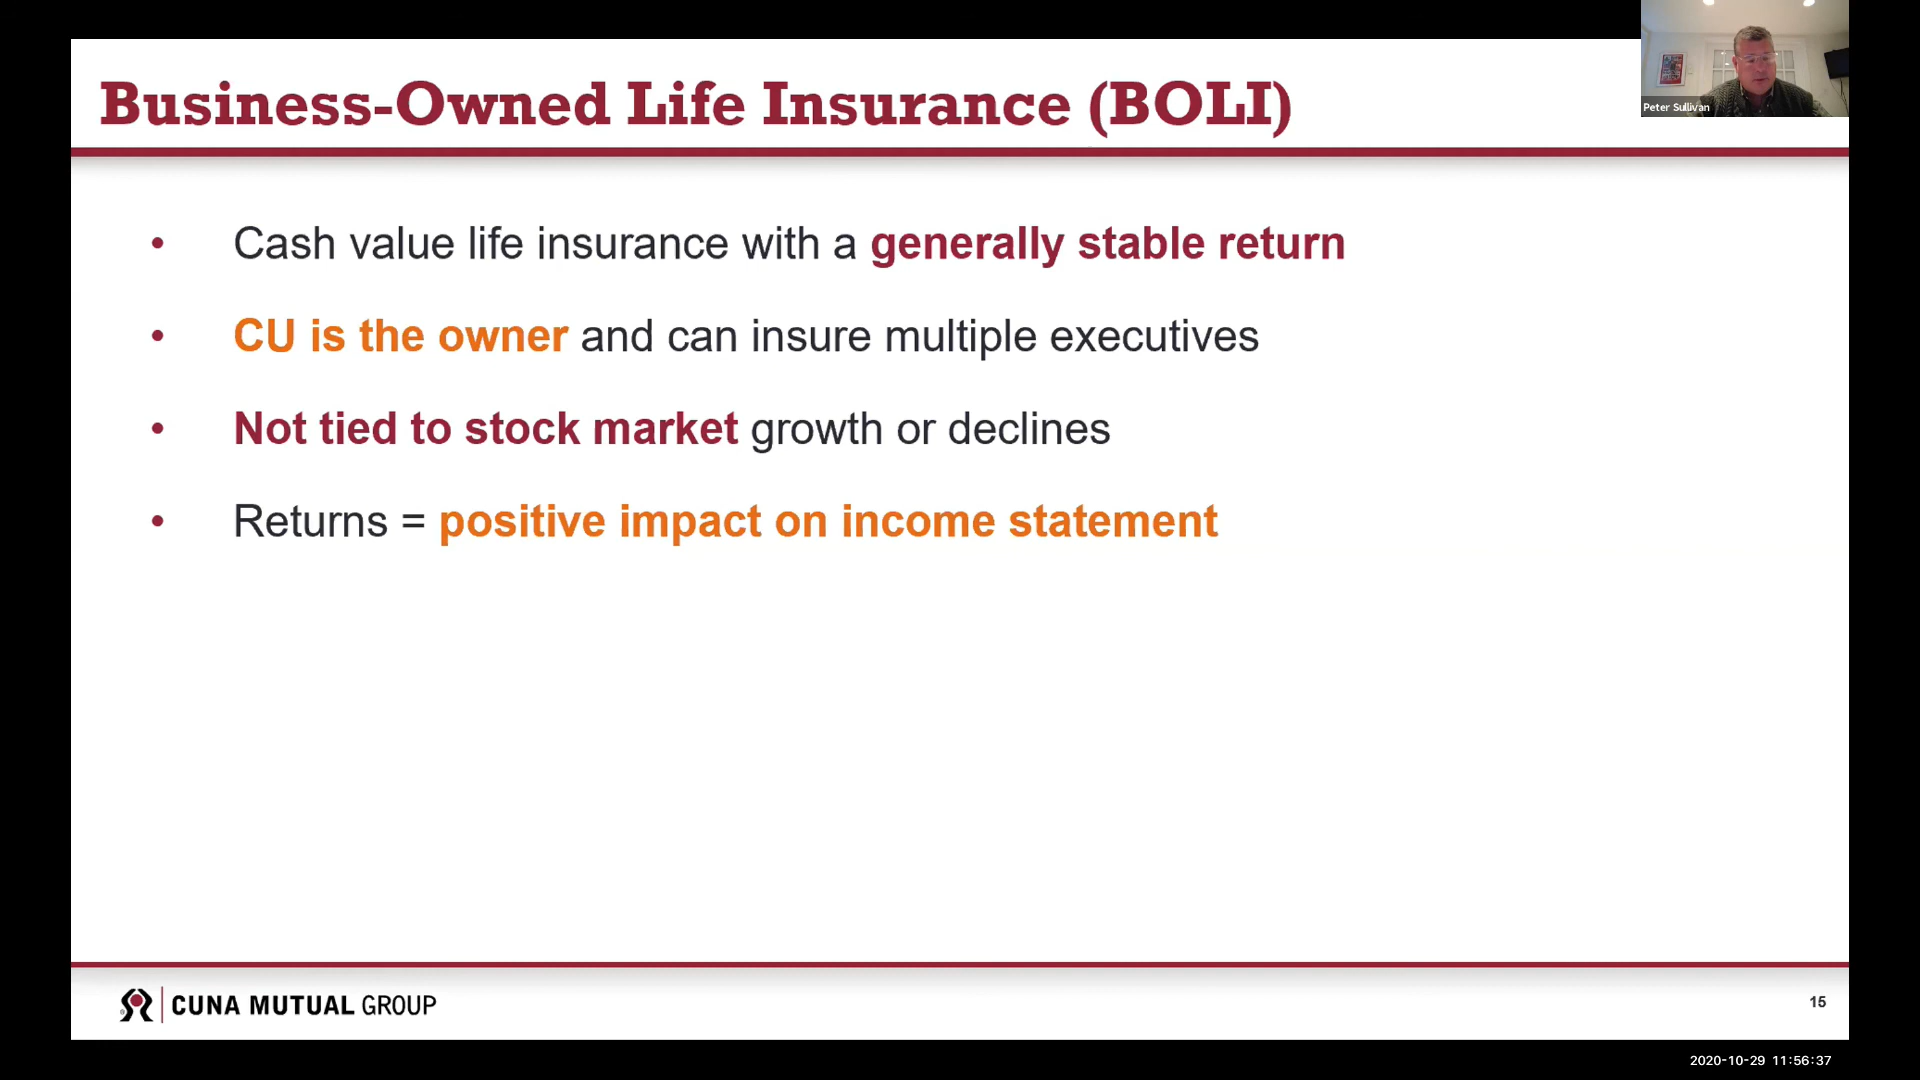 Business-Owned Life Insurance (BOLI)
Peter Sullivan
• Cash value life insurance with a generally stable return
• CU is the owner and can insure multiple executives
• Not tied to stock market growth or declines
• Returns = positive impact on income statement
CUNA MUTUAL GROUP
15
2020-10-29 11:56:37